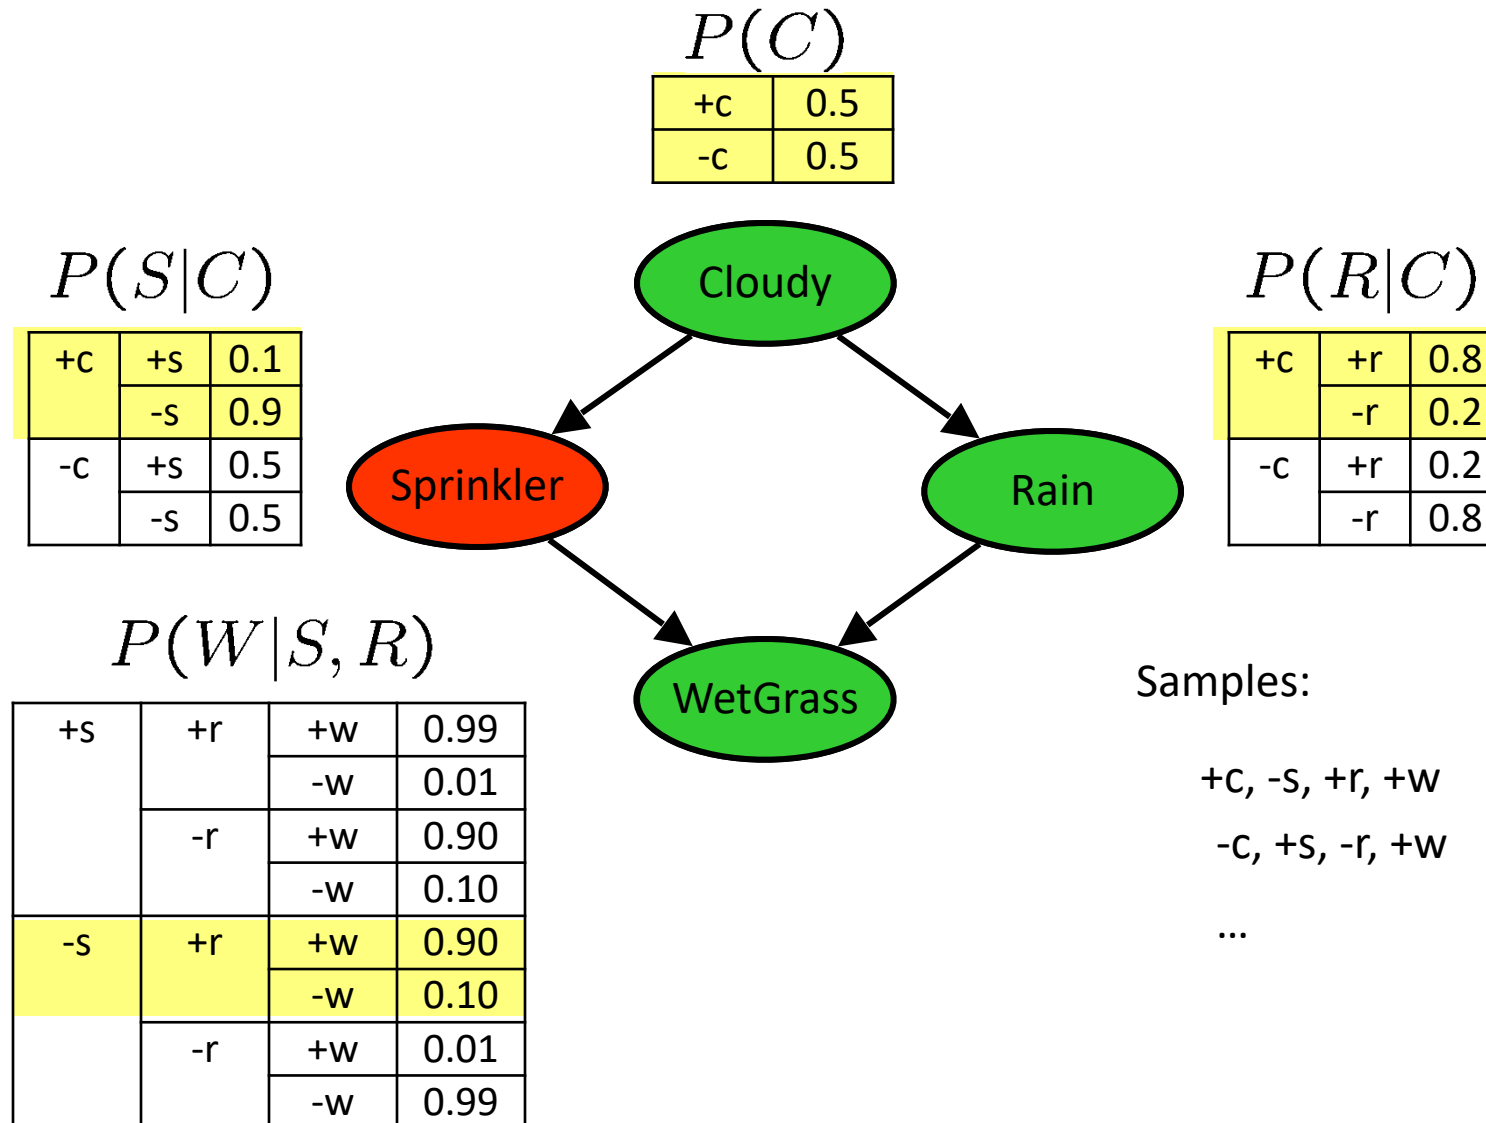 P(C)
+c 0.5
-c 0.5
P(S|C)
+c +s 0.1
-s 0.9
-c +s 0.5
-s 0.5
Cloudy
P(R|C)
+c +r 0.8
-r 0.2
-c +r 0.2
-r 0.8
Sprinkler
Rain
P(W|S, R)
+s +r +w 0.99
-w 0.01
-r +w 0.90
-w 0.10
-s +r +w 0.90
-w 0.10
-r +w 0.01
-w 0.99
WetGrass
Samples:
+c, -s, +r, +w
-c, +s, -r, +w
...